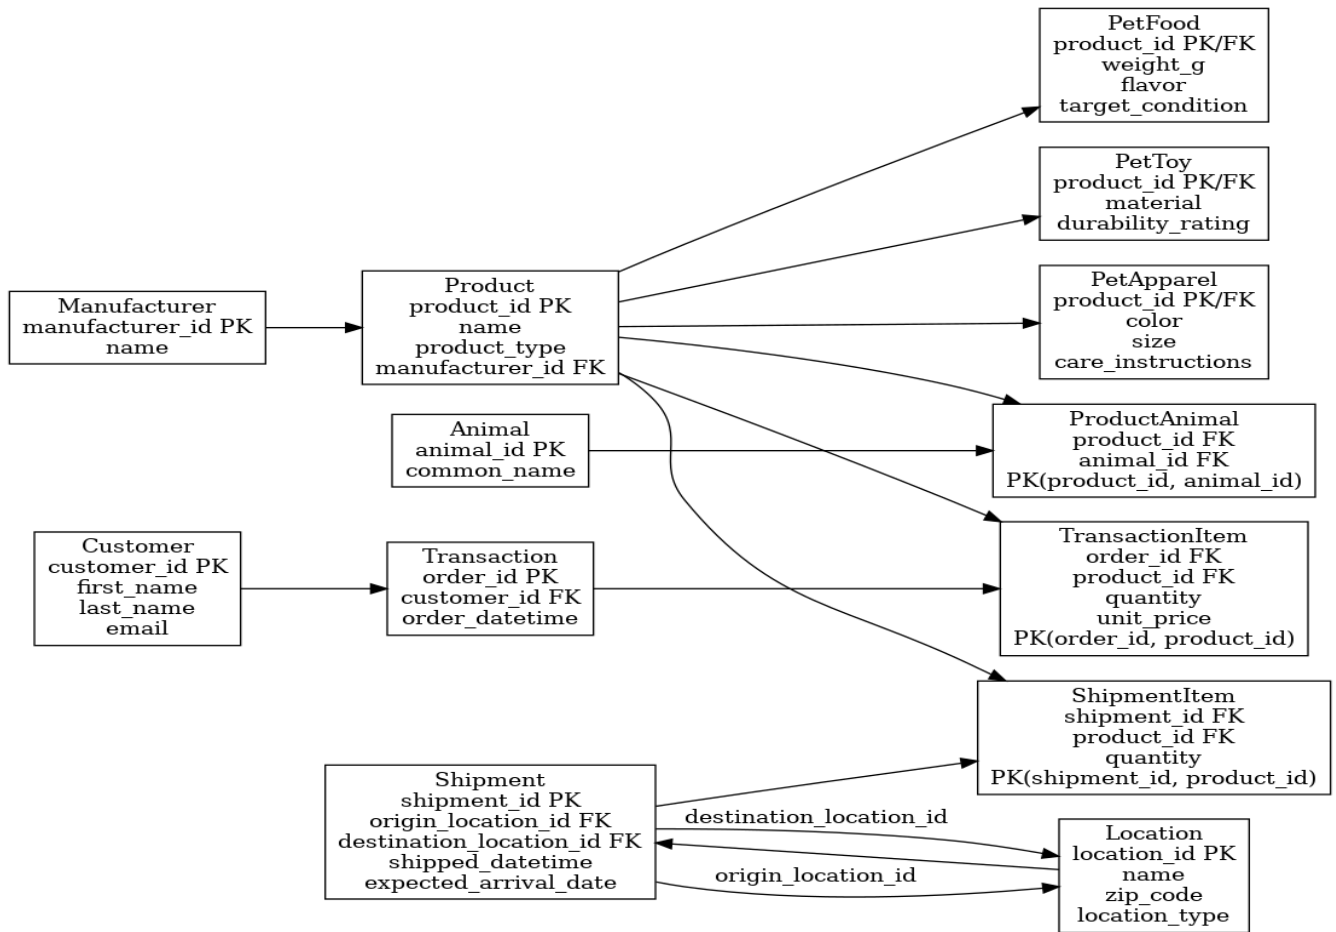 PetFood
product_id PK/FK
weight_g
flavor
target_condition
PetToy
product_id PK/FK
material
durability_rating
PetApparel
product_id PK/FK
color
size
care_instructions
Manufacturer
manufacturer_id PK
name
Product
product_id PK
name
product_type
manufacturer_id FK
Animal
animal_id PK
common_name
ProductAnimal
product_id FK
animal_id FK
PK(product_id, animal_id)
Customer
customer_id PK
first_name
last_name
email
Transaction
order_id PK
customer_id FK
order_datetime
TransactionItem
order_id FK
product_id FK
quantity
unit_price
PK(order_id, product_id)
ShipmentItem
shipment_id FK
product_id FK
quantity
PK(shipment_id, product_id)
Shipment
shipment_id PK
origin_location_id FK
destination_location_id FK
shipped_datetime
expected_arrival_date
destination_location_id
origin_location_id
Location
location_id PK
name
zip_code
location_type